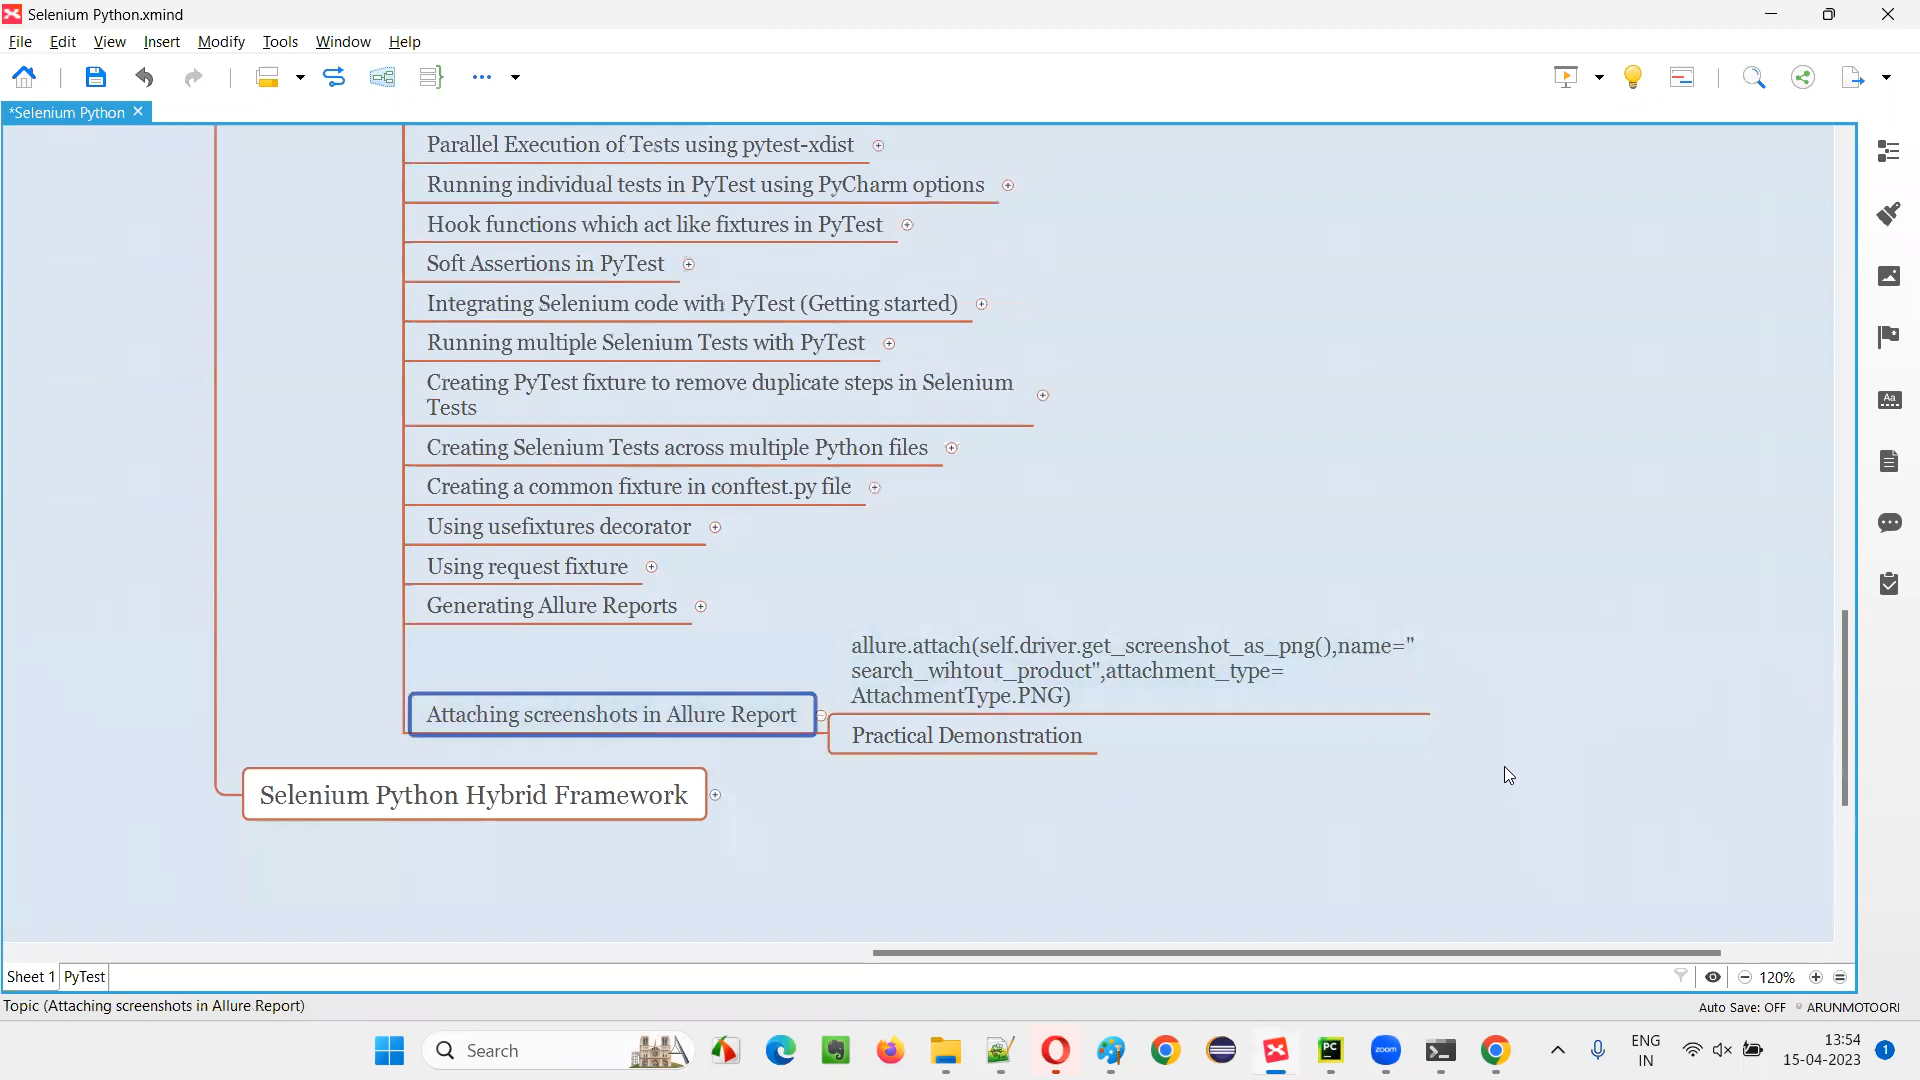 Selenium Python.xmind
File Edit View Insert Modify Tools Window Help
*Selenium Python
Parallel Execution of Tests using pytest-xdist
Running individual tests in PyTest using PyCharm options
Hook functions which act like fixtures in PyTest
Soft Assertions in PyTest
Integrating Selenium code with PyTest (Getting started)
Running multiple Selenium Tests with PyTest
Creating PyTest fixture to remove duplicate steps in Selenium
Tests
Creating Selenium Tests across multiple Python files
Creating a common fixture in conftest.py file
Using usefixtures decorator
Using request fixture
Generating Allure Reports
allure.attach(self.driver.get_screenshot_as_png(),name="
search_wihtout_product",attachment_type=
AttachmentType.PNG)
Attaching screenshots in Allure Report
Practical Demonstration
Selenium Python Hybrid Framework
Sheet 1 PyTest
120%
Topic (Attaching screenshots in Allure Report)
Auto Save: OFF ARUNMOTOORI
Search
zoom
PC
ENG
IN
13:54
15-04-2023
1
Aa